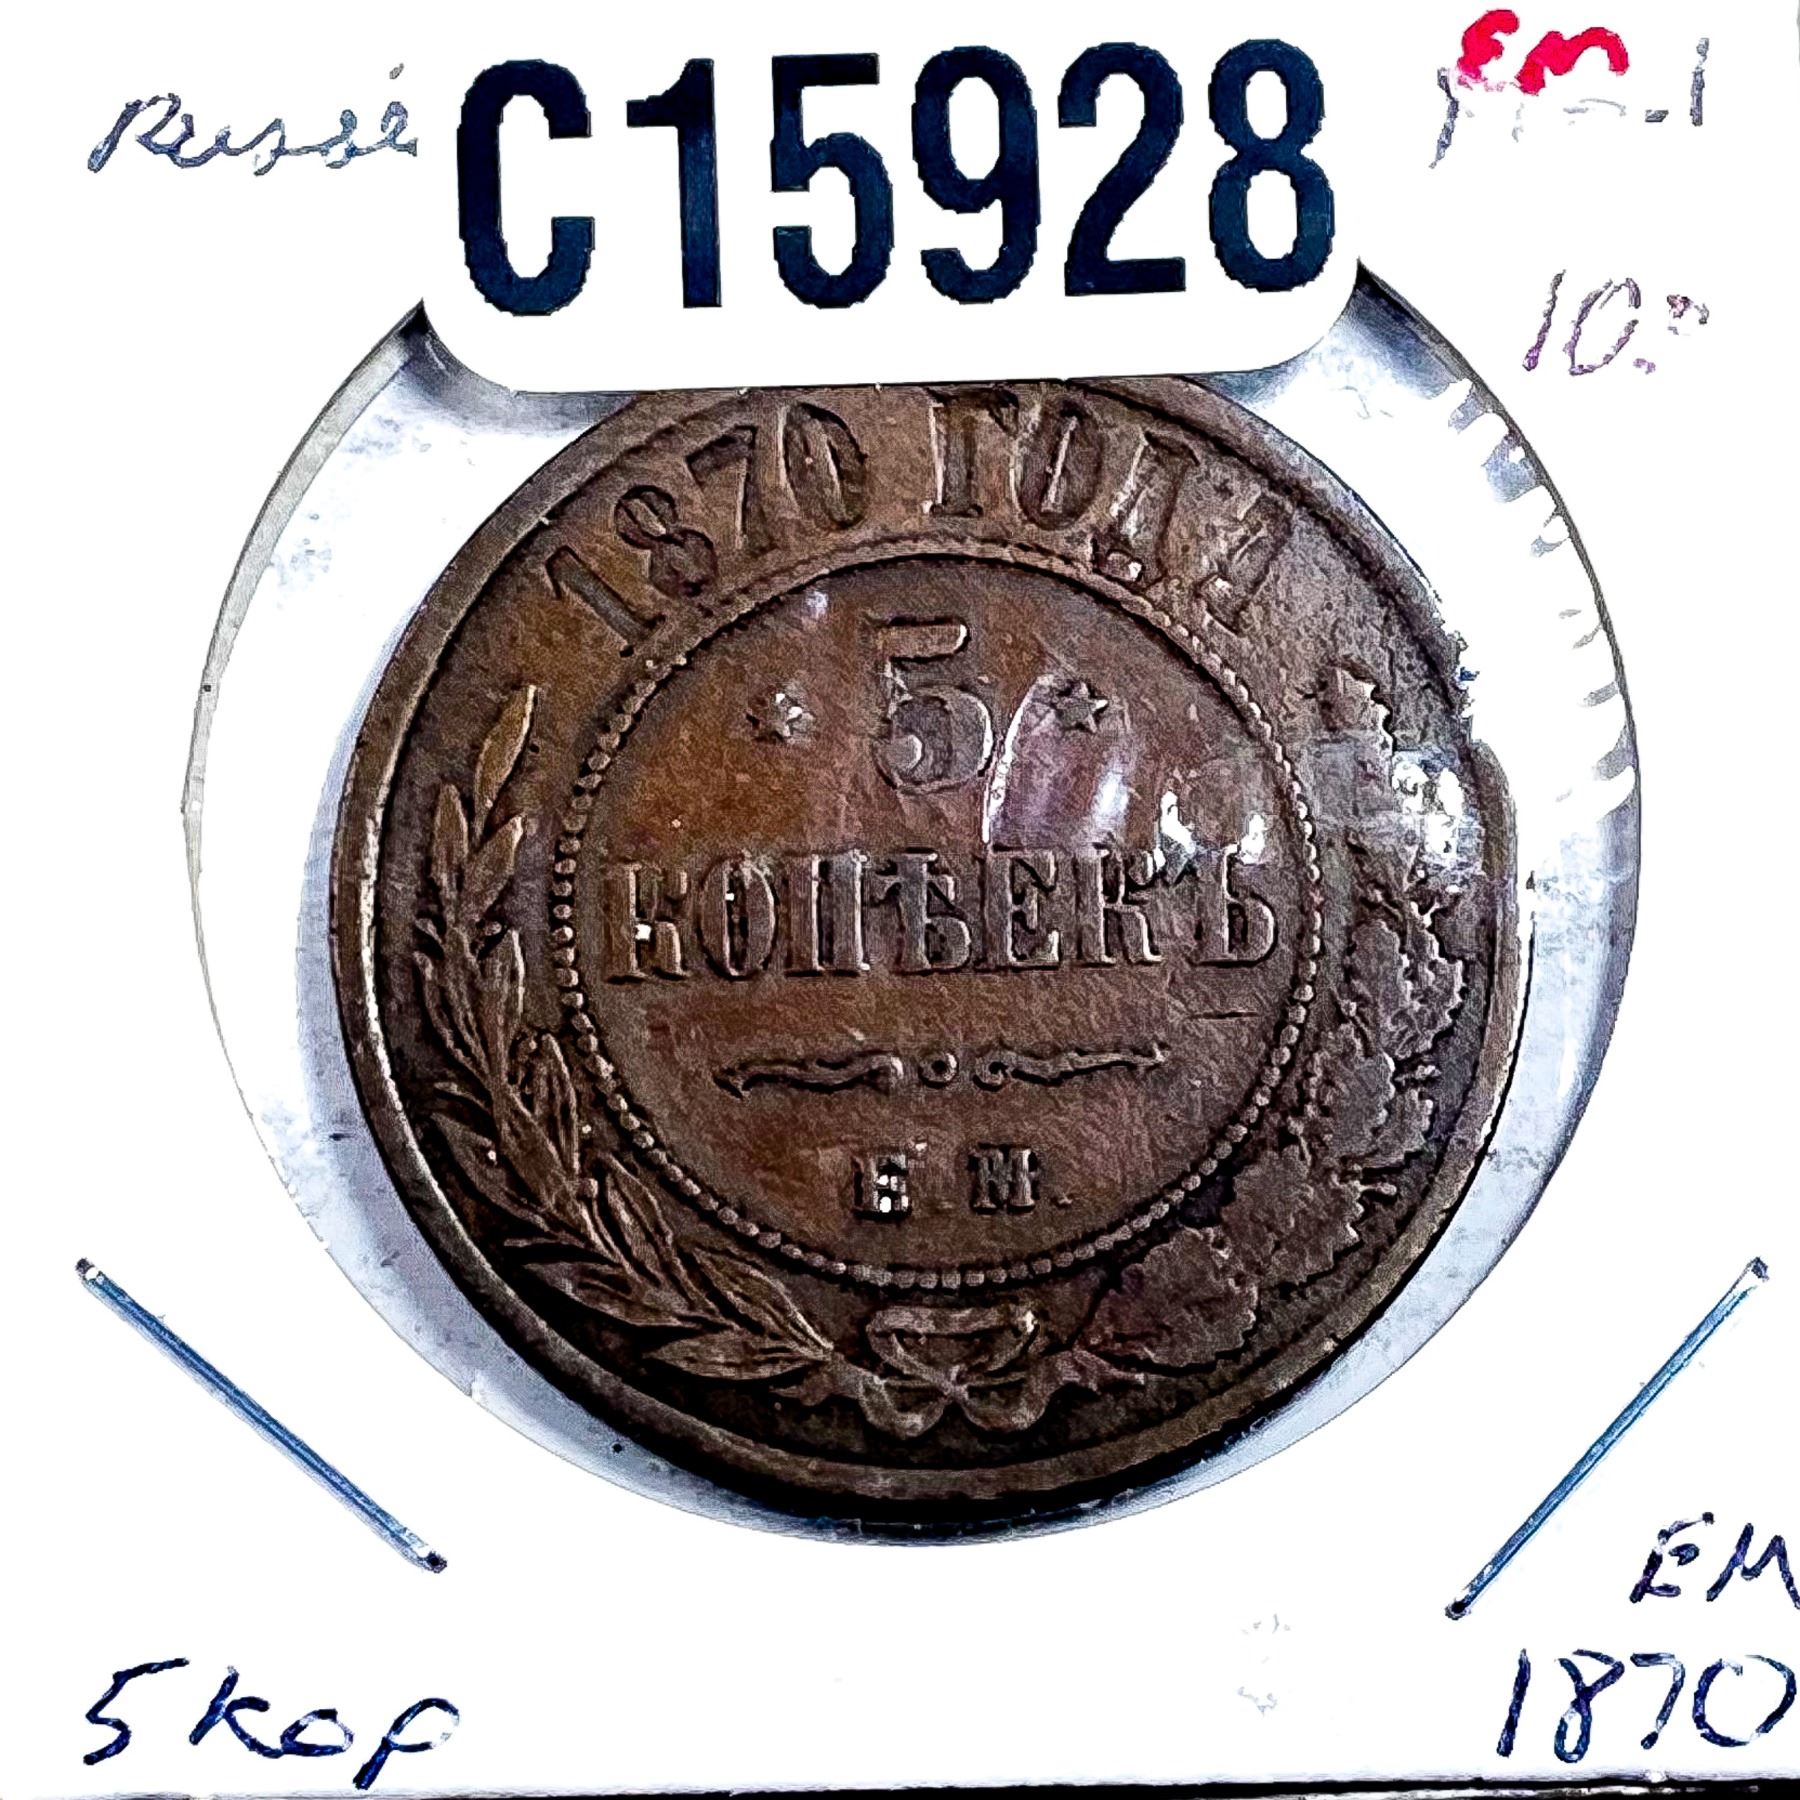 Russi
C15928
EM
10.º
1870 ГОДА
5
КОПѢЕКЪ
Е.М.
EM
5 kop
1870